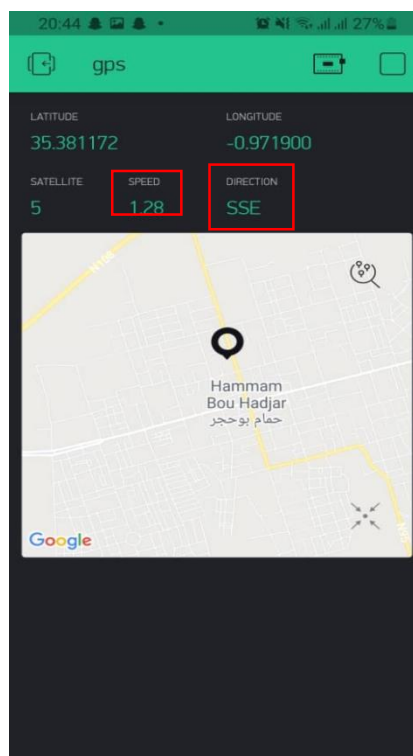 20:44 27%
gps
LATITUDE LONGITUDE
35.381172 -0.971900
SATELLITE SPEED DIRECTION
5 1.28 SSE
N108
Hammam
Bou Hadjar
حمام بوحجر
Google